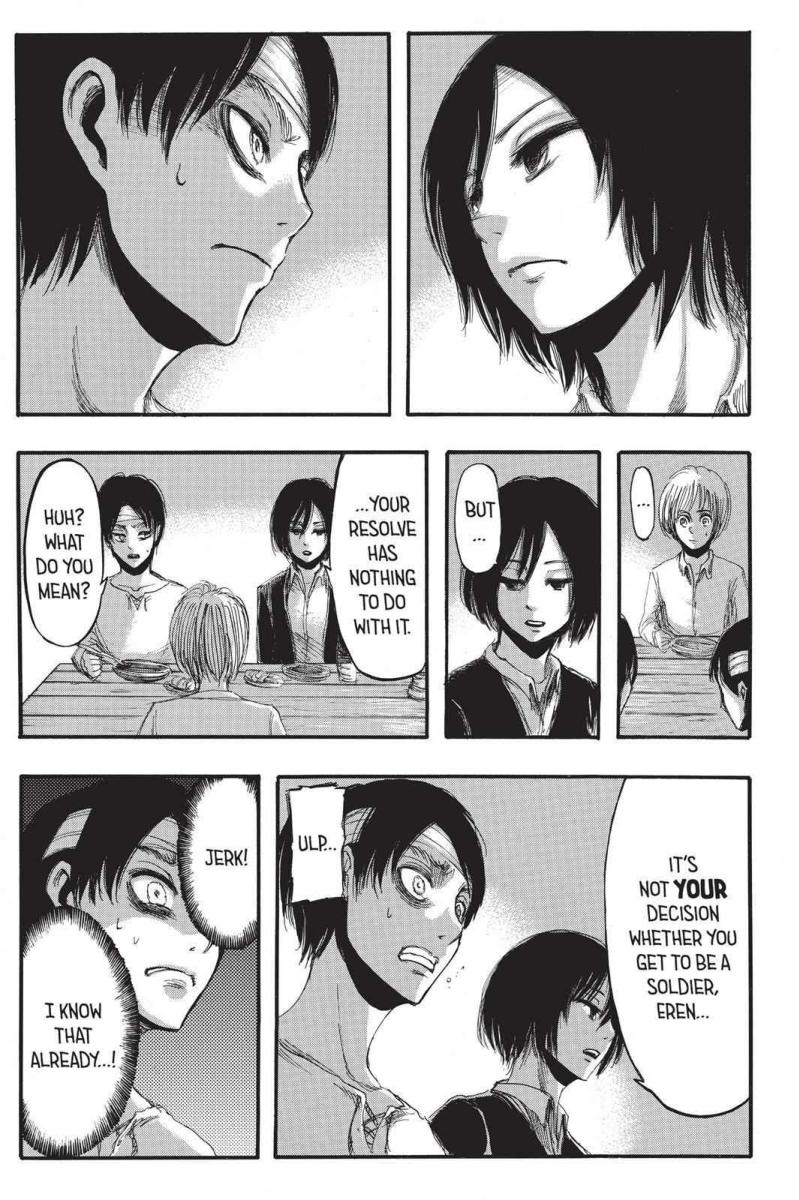 ...
BUT
...
...YOUR
RESOLVE
HAS
NOTHING
TO DO
WITH IT.
HUH?
WHAT
DO YOU
MEAN?
IT'S
NOT YOUR
DECISION
WHETHER YOU
GET TO BE A
SOLDIER,
EREN...
ULP...
JERK!
I KNOW
THAT
ALREADY...!